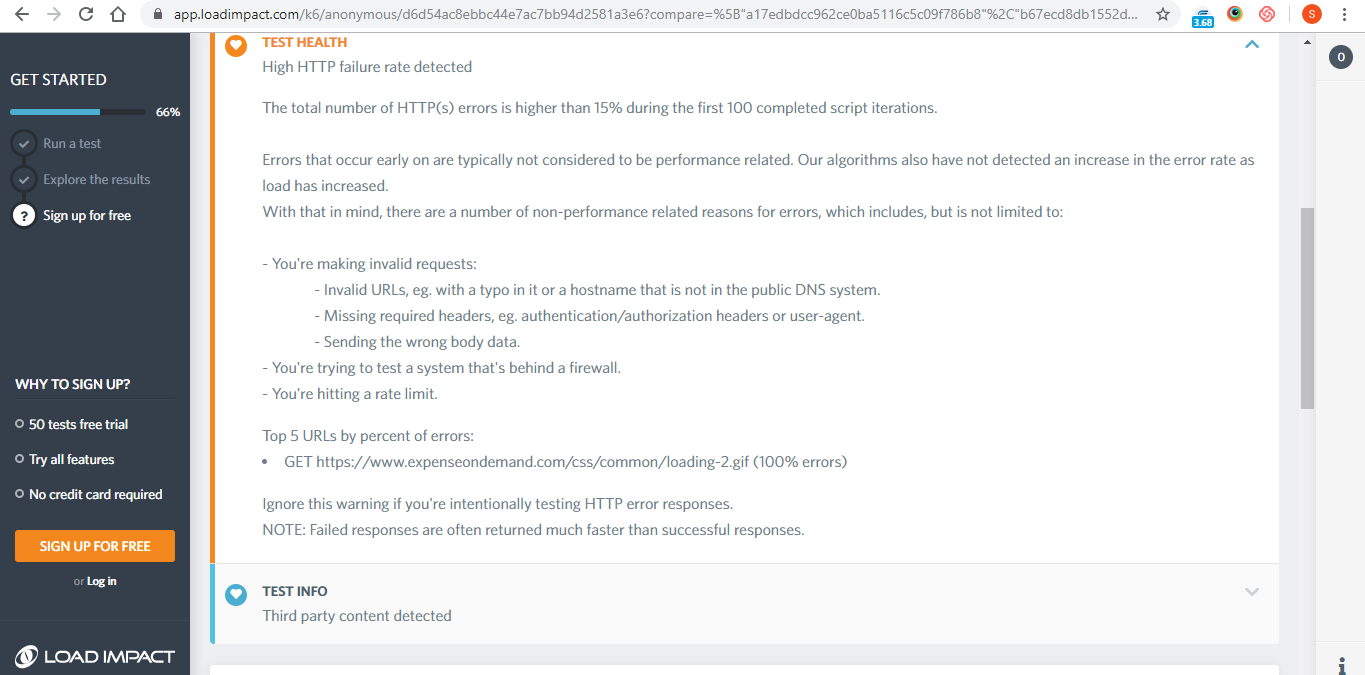 app.loadimpact.com/k6/anonymous/d6d54ac8ebbc44e7ac7bb94d2581a3e6?compare=%5B"a17edbdcc962ce0ba5116c5c09f786b8"%2C"b67ecd8db1552d...
3.68
S
GET STARTED
66%
Run a test
Explore the results
? Sign up for free
WHY TO SIGN UP?
50 tests free trial
Try all features
No credit card required
SIGN UP FOR FREE
or Log in
LOAD IMPACT
TEST HEALTH
High HTTP failure rate detected
The total number of HTTP(s) errors is higher than 15% during the first 100 completed script iterations.
Errors that occur early on are typically not considered to be performance related. Our algorithms also have not detected an increase in the error rate as
load has increased.
With that in mind, there are a number of non-performance related reasons for errors, which includes, but is not limited to:
- You're making invalid requests:
- Invalid URLs, eg. with a typo in it or a hostname that is not in the public DNS system.
- Missing required headers, eg. authentication/authorization headers or user-agent.
- Sending the wrong body data.
- You're trying to test a system that's behind a firewall.
- You're hitting a rate limit.
Top 5 URLs by percent of errors:
• GET https://www.expenseondemand.com/css/common/loading-2.gif (100% errors)
Ignore this warning if you're intentionally testing HTTP error responses.
NOTE: Failed responses are often returned much faster than successful responses.
TEST INFO
Third party content detected
0
i